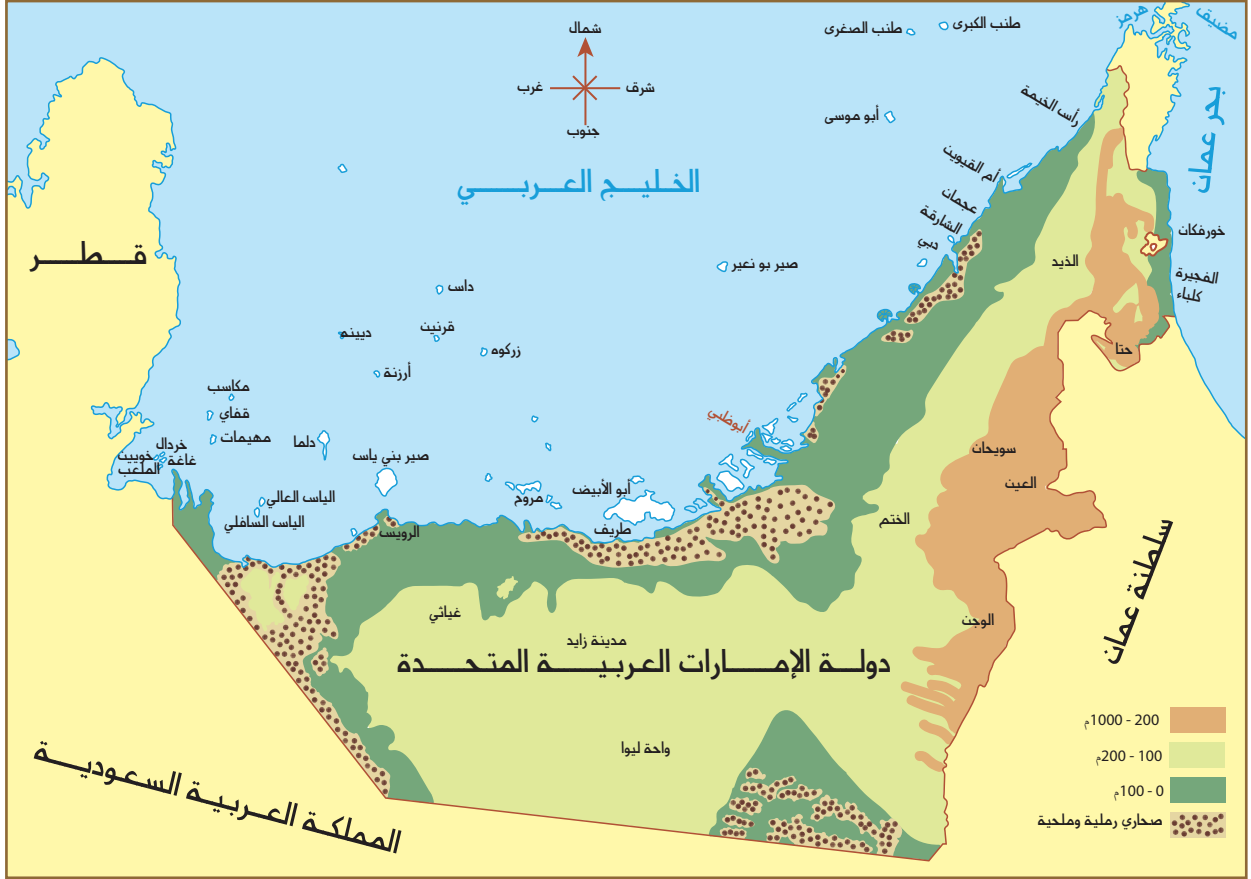 مضيق
هرمز
طنب الكبرى
طنب الصغرى
شمال
شرق
غرب
جنوب
بحر عمان
رأس الخيمة
أبو موسى
أم القيوين
الخليج العربي
عجمان
الشارقة
دبي
خورفكان
الذيد
الفجيرة
كلباء
قطر
صير بو نعير
داس
قرنين
ديينم
زركوه
أرزنة
حتا
مكاسب
قفاي
مهيمات
دلما
خردال
خويبن
غاغة
الملعب
صير بني ياس
أبوظبي
سويحان
العين
الياس العالي
الياس السافلي
مروح
أبو الأبيض
طريف
الرويس
الختم
سلطنة عمان
غياثي
مدينة زايد
الوجن
دولة الإمارات العربية المتحدة
واحة ليوا
المملكة العربية السعودية
200 - 1000م
100 - 200م
0 - 100م
صحاري رملية وملحية